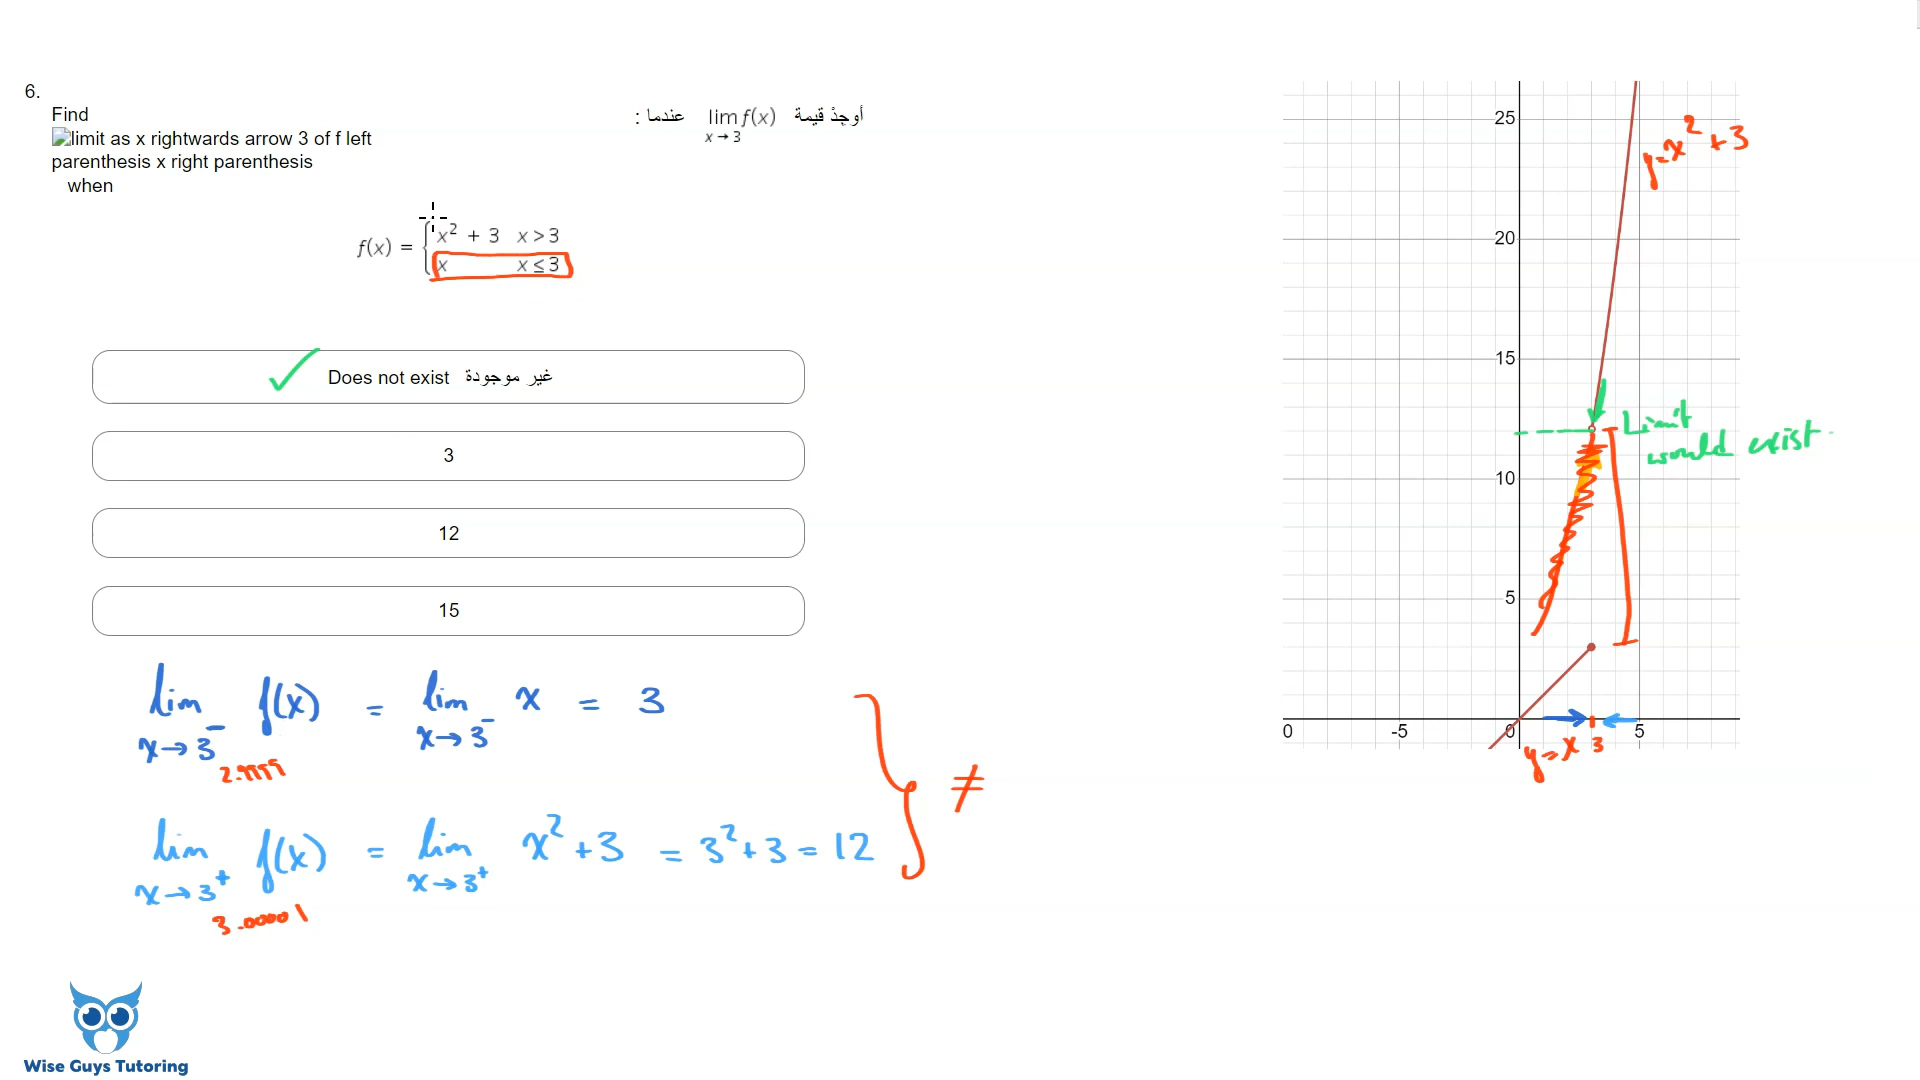 6.
Find
limit as x rightwards arrow 3 of f left
parenthesis x right parenthesis
when
أوجِدْ قيمة lim f(x) عندما :
x → 3
f(x) = { x² + 3 x > 3
x x ≤ 3
Does not exist غير موجودة
3
12
15
lim f(x) = lim x = 3
x→3⁻ x→3⁻
2.9999
≠
lim f(x) = lim x²+3 = 3²+3 = 12
x→3⁺ x→3⁺
3.00001
25
20
15
10
5
0 -5 0 5
y=x²+3
Limit
would exist
y=x 3
Wise Guys Tutoring